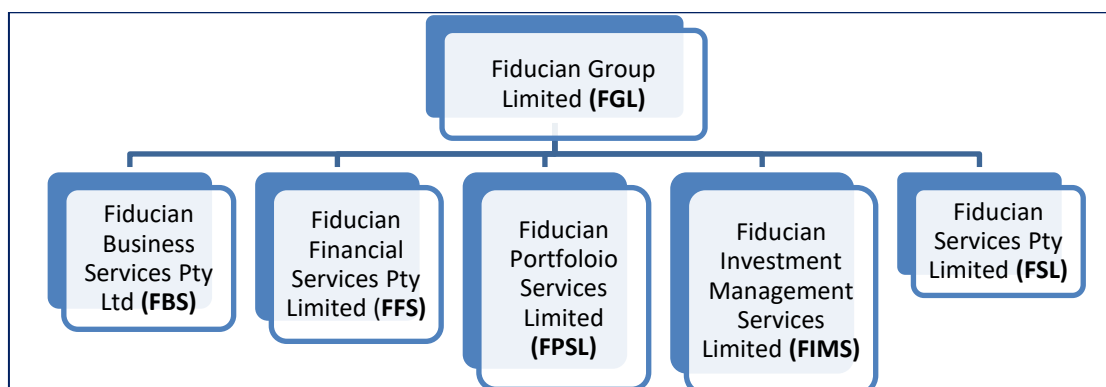 Fiducian Group
Limited (FGL)
Fiducian
Business
Services Pty
Ltd (FBS)
Fiducian
Financial
Services Pty
Limited (FFS)
Fiducian
Portfoloio
Services
Limited
(FPSL)
Fiducian
Investment
Management
Services
Limited (FIMS)
Fiducian
Services Pty
Limited (FSL)